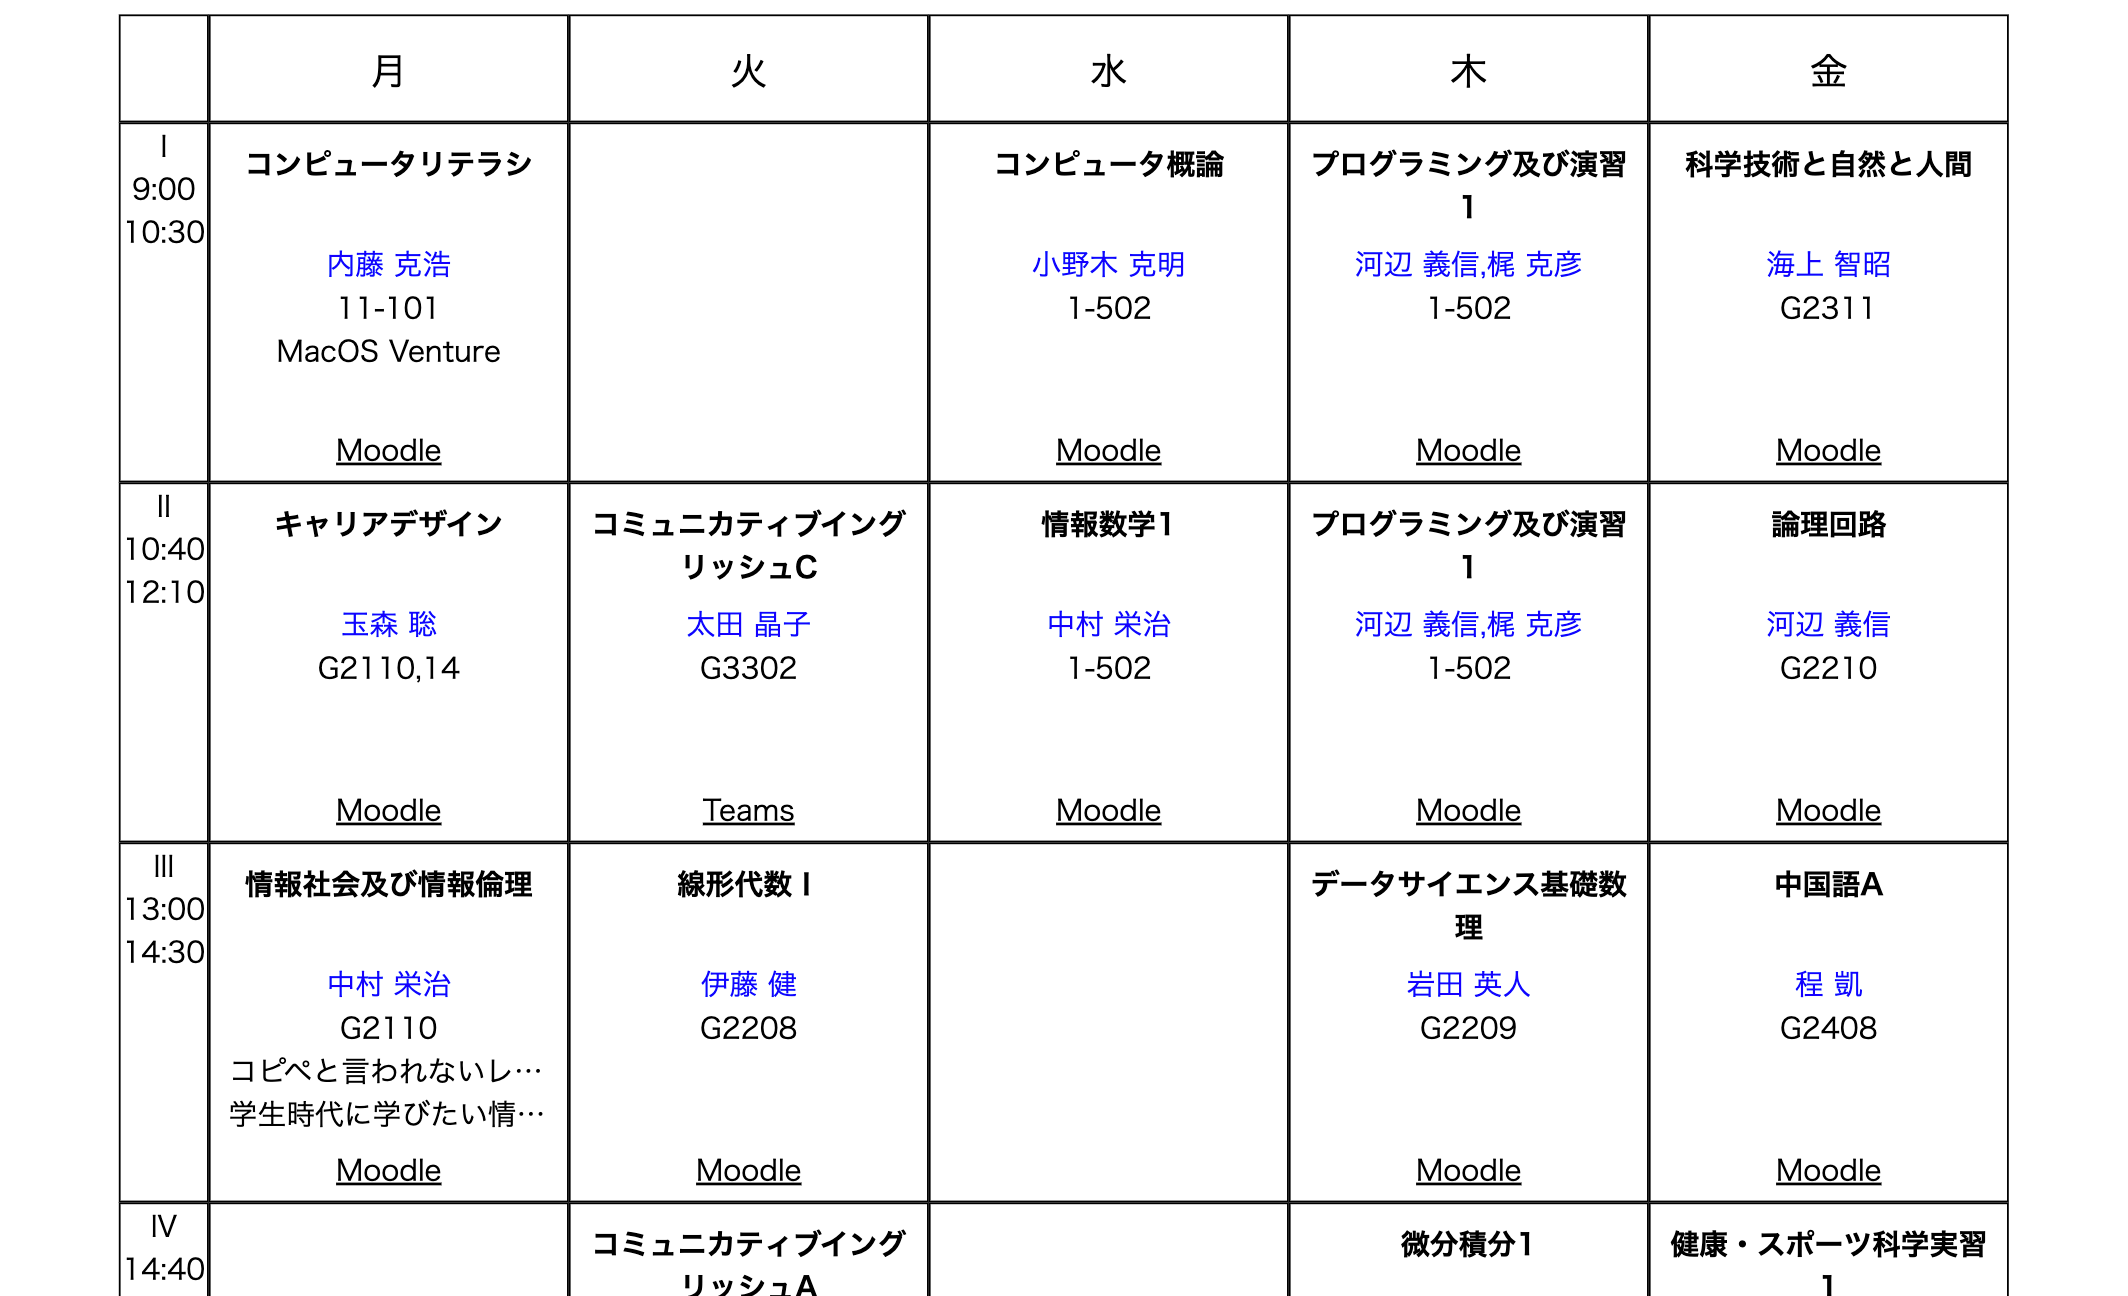 月 火 水 木 金
I
9:00
10:30
コンピュータリテラシ
内藤 克浩
11-101
MacOS Venture
Moodle
コンピュータ概論
小野木 克明
1-502
Moodle
プログラミング及び演習
1
河辺 義信,梶 克彦
1-502
Moodle
科学技術と自然と人間
海上 智昭
G2311
Moodle
II
10:40
12:10
キャリアデザイン
玉森 聡
G2110,14
Moodle
コミュニカティブイング
リッシュC
太田 晶子
G3302
Teams
情報数学1
中村 栄治
1-502
Moodle
プログラミング及び演習
1
河辺 義信,梶 克彦
1-502
Moodle
論理回路
河辺 義信
G2210
Moodle
III
13:00
14:30
情報社会及び情報倫理
中村 栄治
G2110
コピペと言われないレ…
学生時代に学びたい情…
Moodle
線形代数Ⅰ
伊藤 健
G2208
Moodle
データサイエンス基礎数
理
岩田 英人
G2209
Moodle
中国語A
程 凱
G2408
Moodle
IV
14:40
コミュニカティブイング
リッシュA
微分積分1
健康・スポーツ科学実習
1